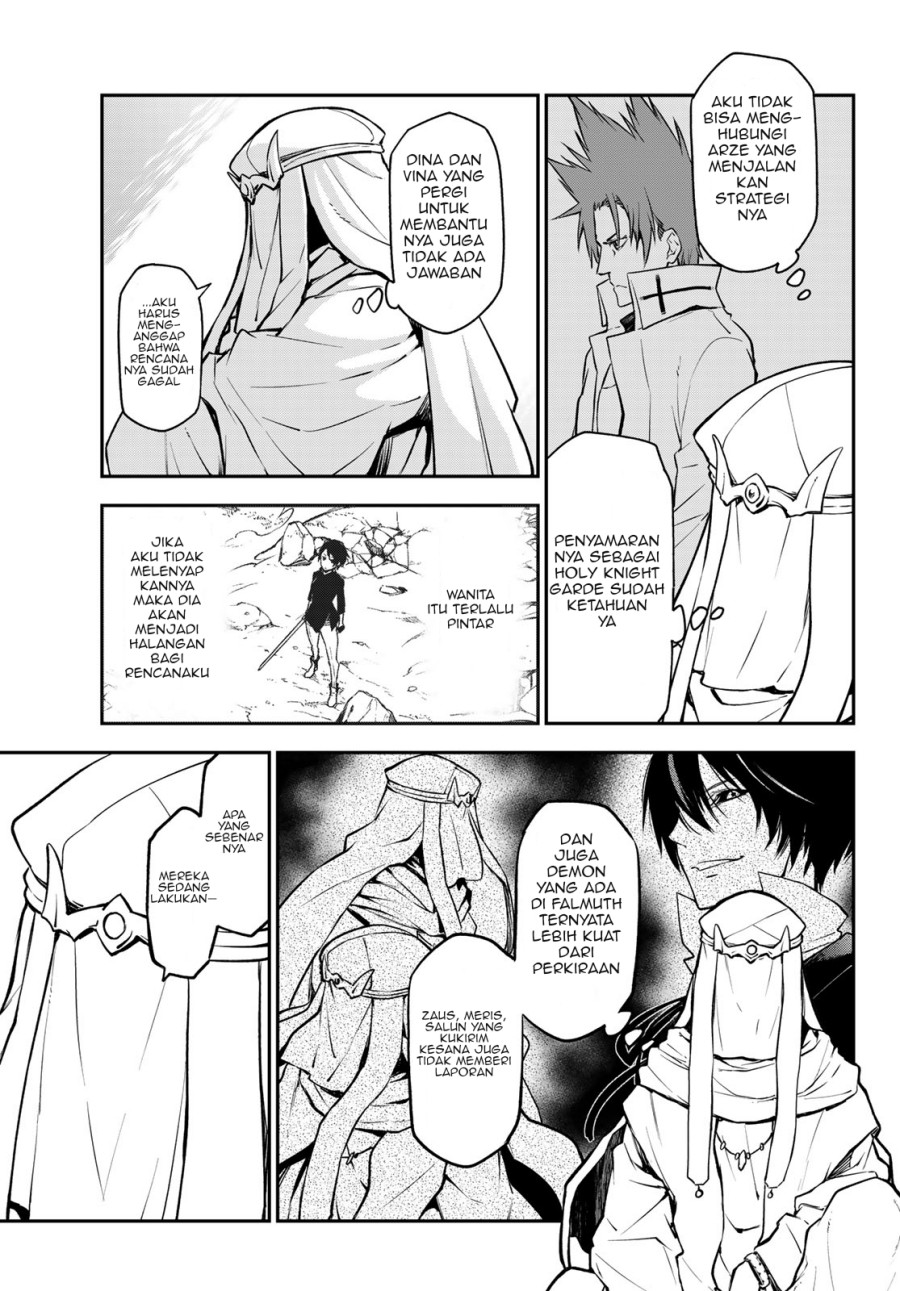 AKU TIDAK
BISA MENG-
HUBUNGI
ARZE YANG
MENJALAN
KAN
STRATEGI
NYA
PENYAMARAN
NYA SEBAGAI
HOLY KNIGHT
GARDE SUDAH
KETAHUAN
YA
DINA DAN
VINA YANG
PERGI
UNTUK
MEMBANTU
NYA JUGA
TIDAK ADA
JAWABAN
...AKU
HARUS
MENG-
ANGGAP
BAHWA
RENCANA
NYA SUDAH
GAGAL
WANITA
ITU TERLALU
PINTAR
JIKA
AKU TIDAK
MELENYAP
KANNYA
MAKA DIA
AKAN
MENJADI
HALANGAN
BAGI
RENCANAKU
DAN
JUGA
DEMON
YANG ADA
DI FALMUTH
TERNYATA
LEBIH KUAT
DARI
PERKIRAAN
ZAUS, MERIS,
SALUN YANG
KUKIRIM
KESANA JUGA
TIDAK MEMBERI
LAPORAN
APA
YANG
SEBENAR
NYA
MEREKA
SEDANG
LAKUKAN-